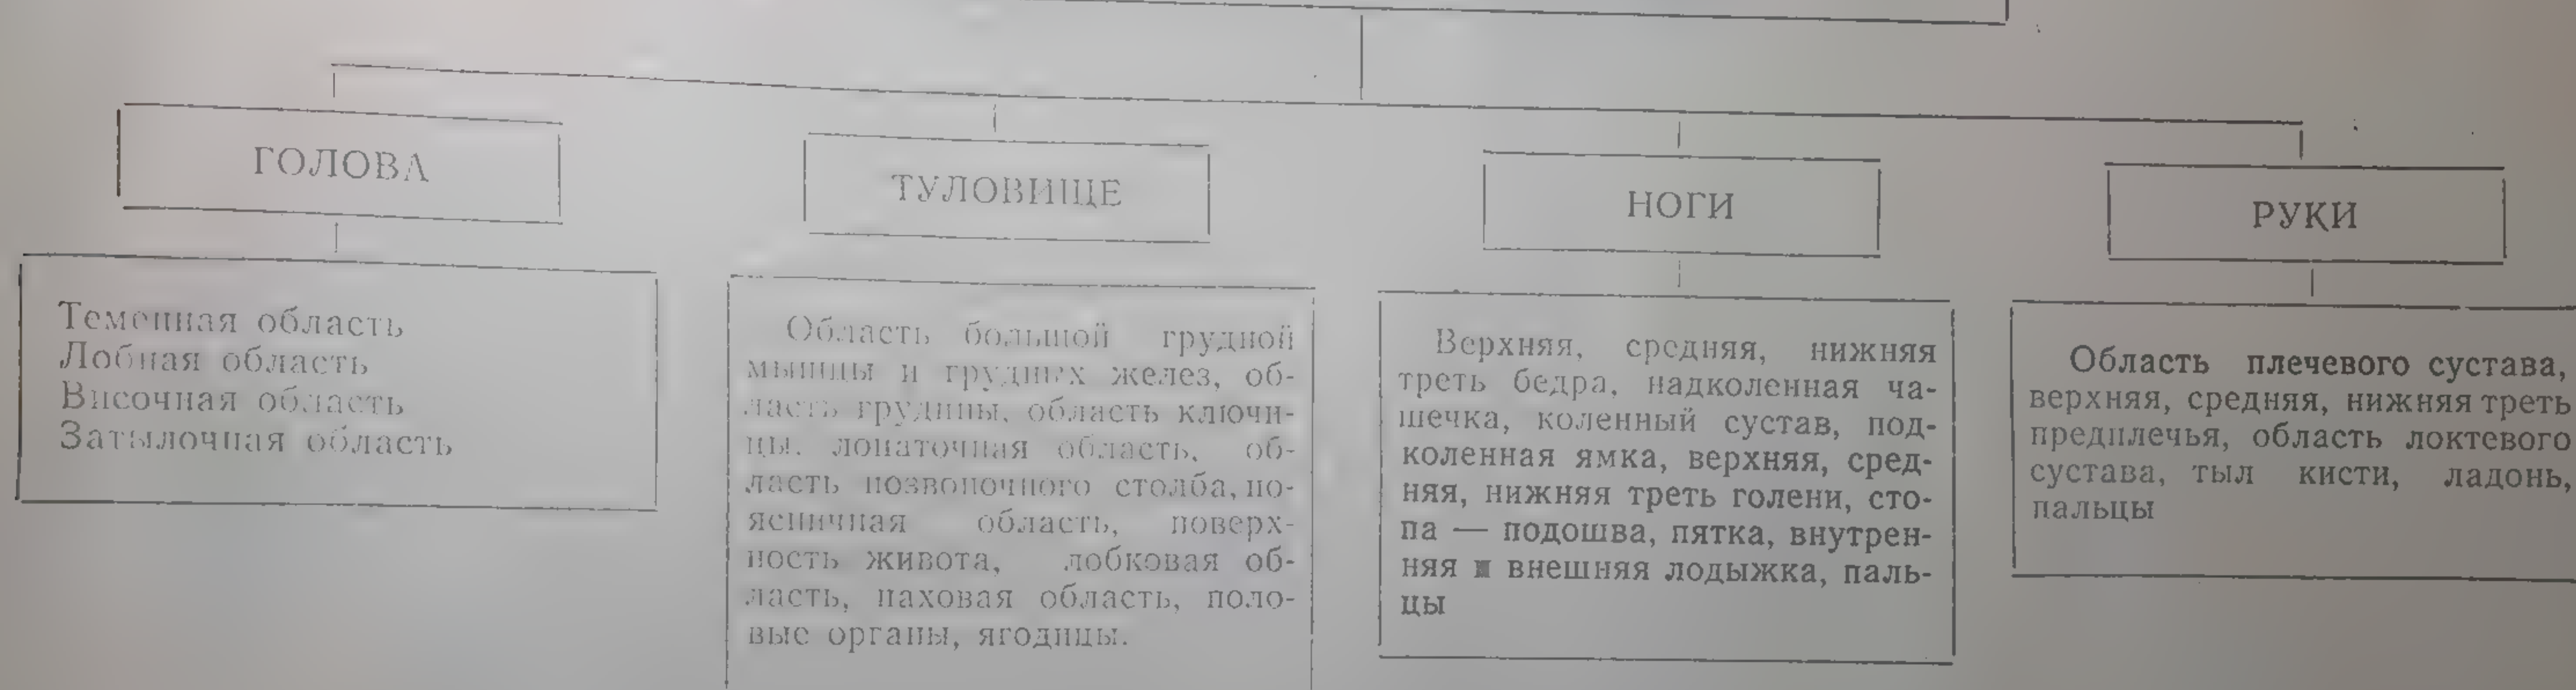 ГОЛОВА
Теменная область
Лобная область
Височная область
Затылочная область
ТУЛОВИЩЕ
Область большой грудной
мышцы и грудных желез, об-
ласть грудины, область ключи-
цы, лопаточная область, об-
ласть позвоночного столба, по-
ясничная область, поверх-
ность живота, лобковая об-
ласть, паховая область, поло-
вые органы, ягодицы.
НОГИ
Верхняя, средняя, нижняя
треть бедра, надколенная ча-
шечка, коленный сустав, под-
коленная ямка, верхняя, сред-
няя, нижняя треть голени, сто-
па — подошва, пятка, внутрен-
няя и внешняя лодыжка, паль-
цы
РУКИ
Область плечевого сустава,
верхняя, средняя, нижняя треть
предплечья, область локтевого
сустава, тыл кисти, ладонь,
пальцы